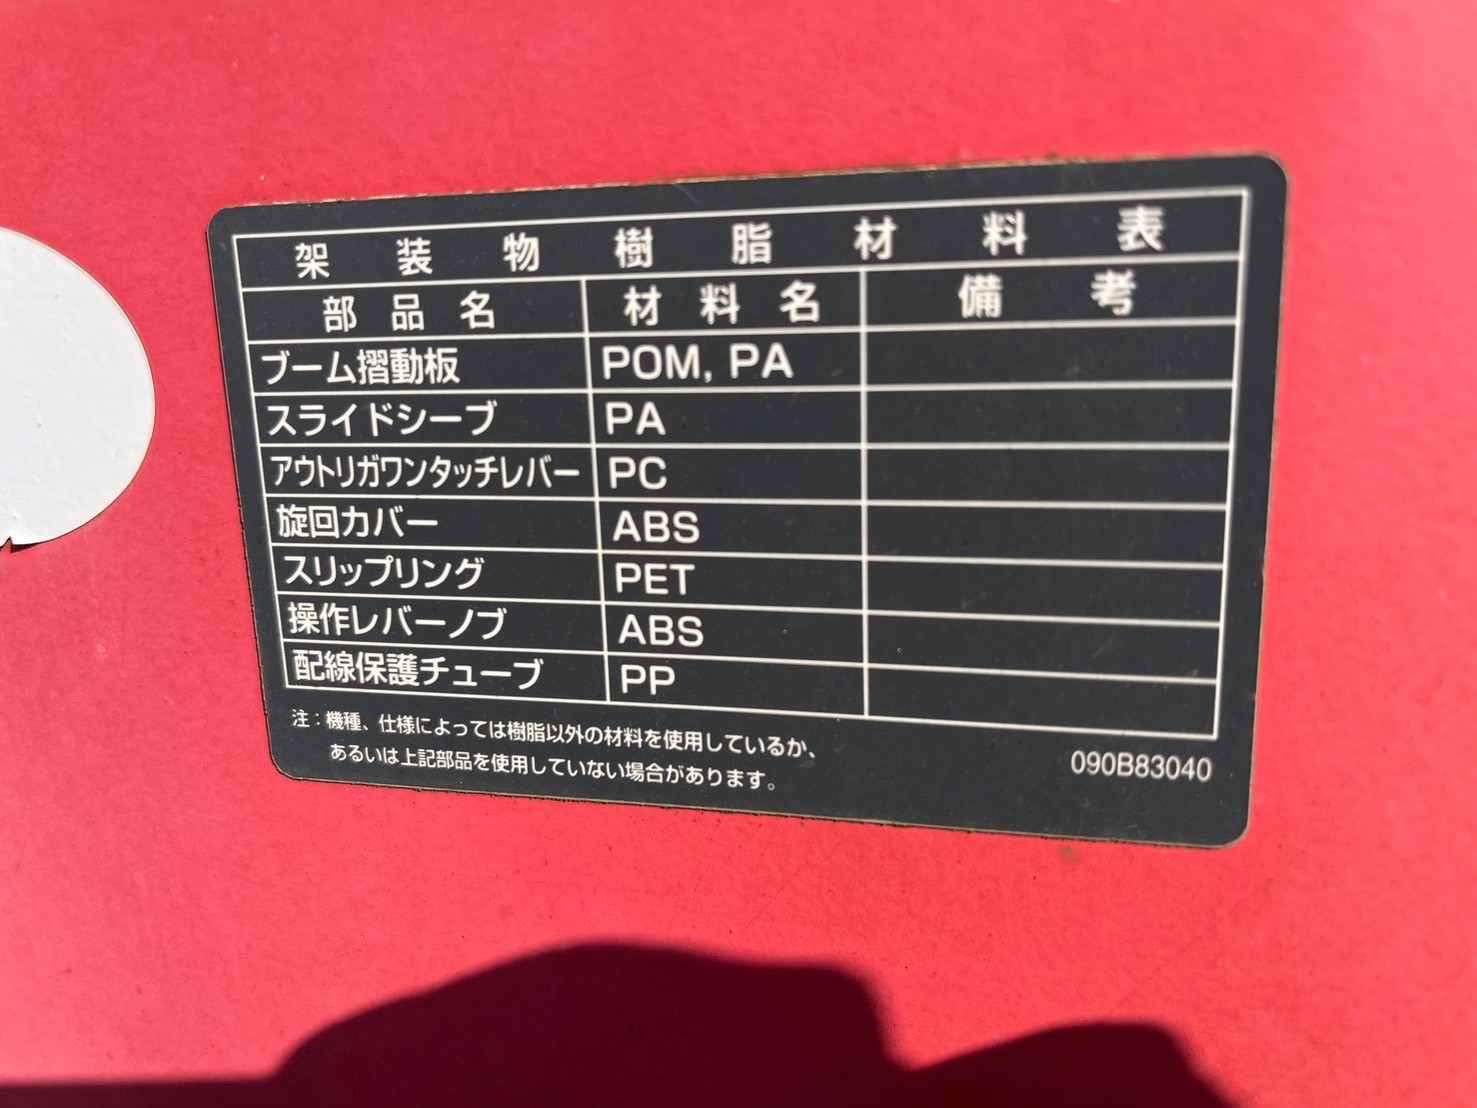 架装物樹脂材料表
部品名 材料名 備考
ブーム摺動板 POM, PA
スライドシーブ PA
アウトリガワンタッチレバー PC
旋回カバー ABS
スリップリング PET
操作レバーノブ ABS
配線保護チューブ PP
注：機種、仕様によっては樹脂以外の材料を使用しているか、
あるいは上記部品を使用していない場合があります。
090B83040